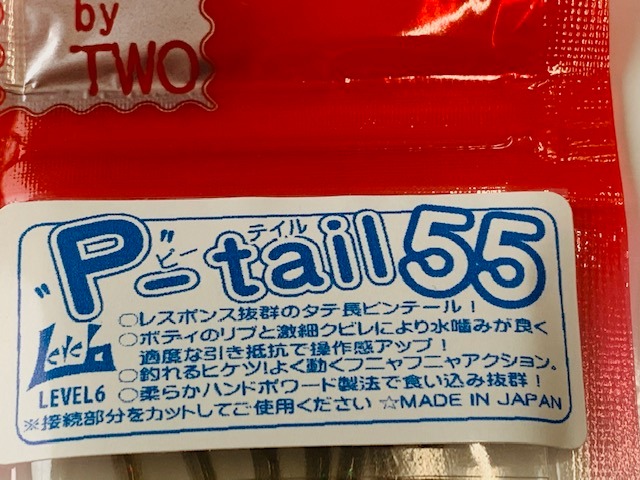 by
TWO
ピー テイル
"P-tail55
○レスポンス抜群のタテ長ピンテール！
○ボディのリブと激細クビレにより水噛みが良く
適度な引き抵抗で操作感アップ！
○釣れるヒケツ！よく動くフニャフニャアクション。
○柔らかハンドポワード製法で食い込み抜群！
LEVEL6
※接続部分をカットしてご使用ください ☆MADE IN JAPAN